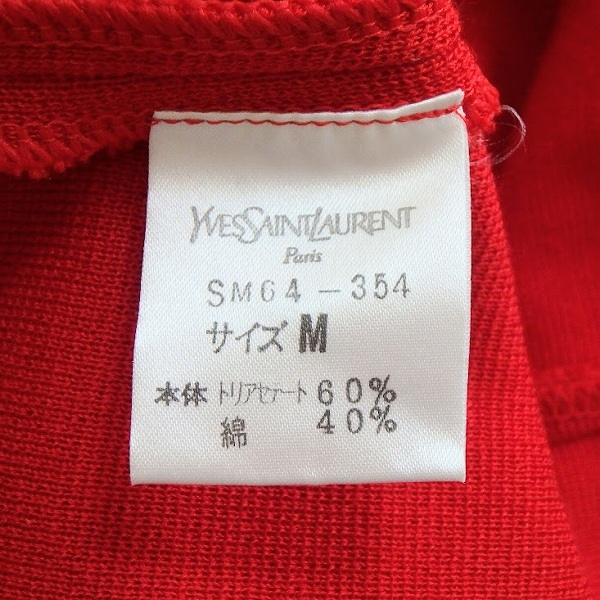 YVESSAINTLAURENT
Paris
SM64-354
サイズ M
本体 トリアセテート 60%
綿 40%